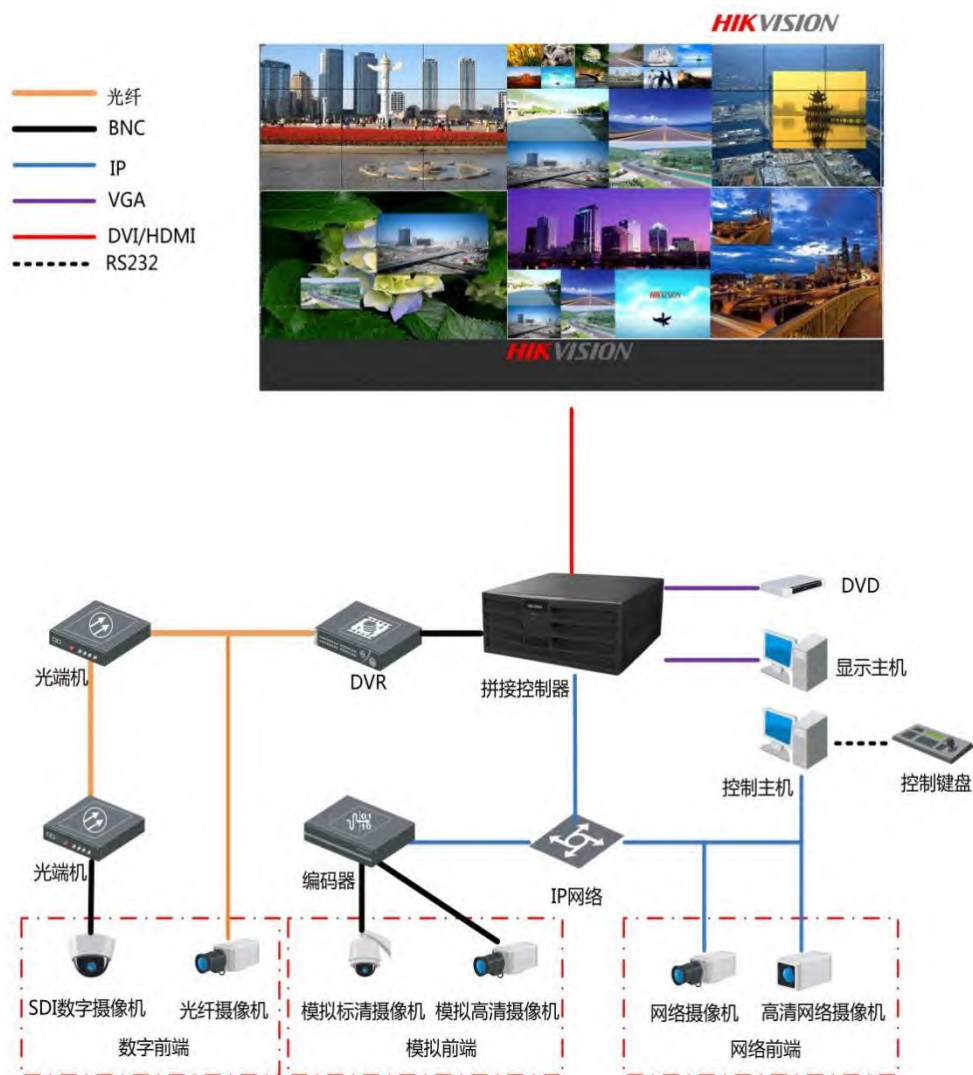 HIKVISION
光纤
BNC
IP
VGA
DVI/HDMI
RS232
HIKVISION
HIKVISION
DVD
光端机
DVR
拼接控制器
显示主机
控制主机
控制键盘
光端机
编码器
IP网络
SDI数字摄像机
光纤摄像机
模拟标清摄像机
模拟高清摄像机
网络摄像机
高清网络摄像机
数字前端
模拟前端
网络前端